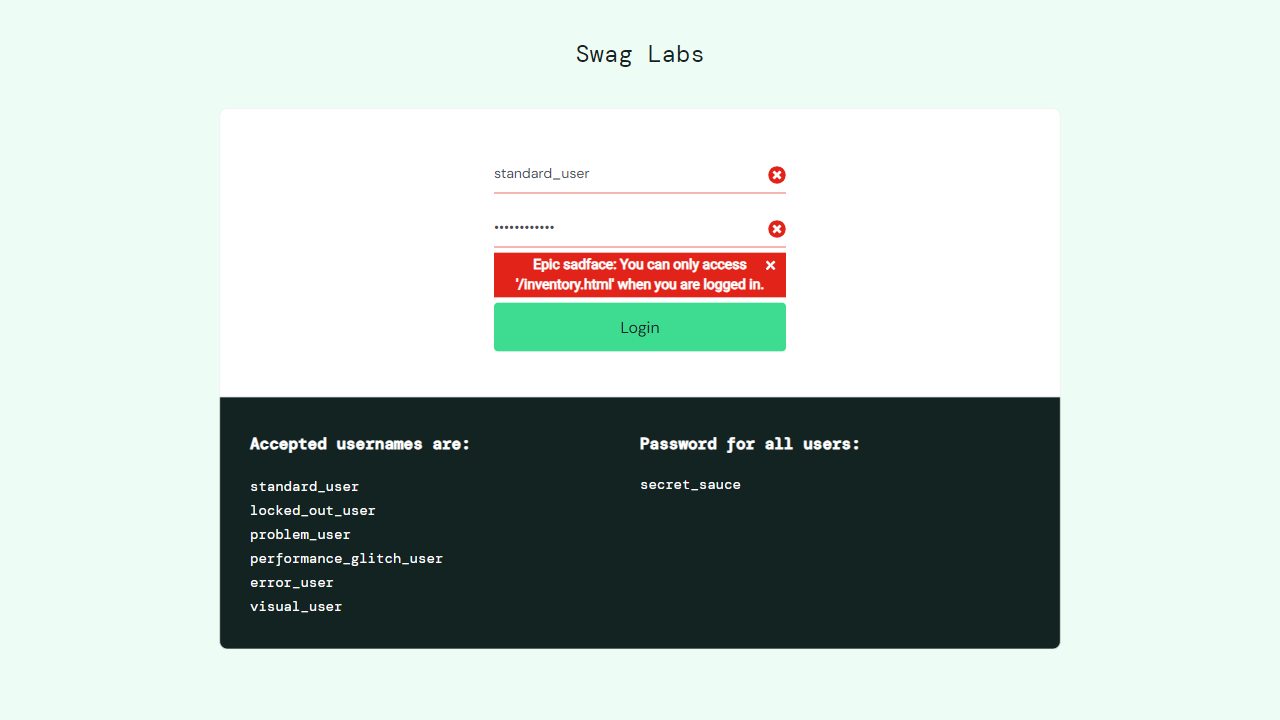 Swag Labs
standard_user
••••••••••••
Epic sadface: You can only access
'/inventory.html' when you are logged in.
Login
Accepted usernames are:
standard_user
locked_out_user
problem_user
performance_glitch_user
error_user
visual_user
Password for all users:
secret_sauce